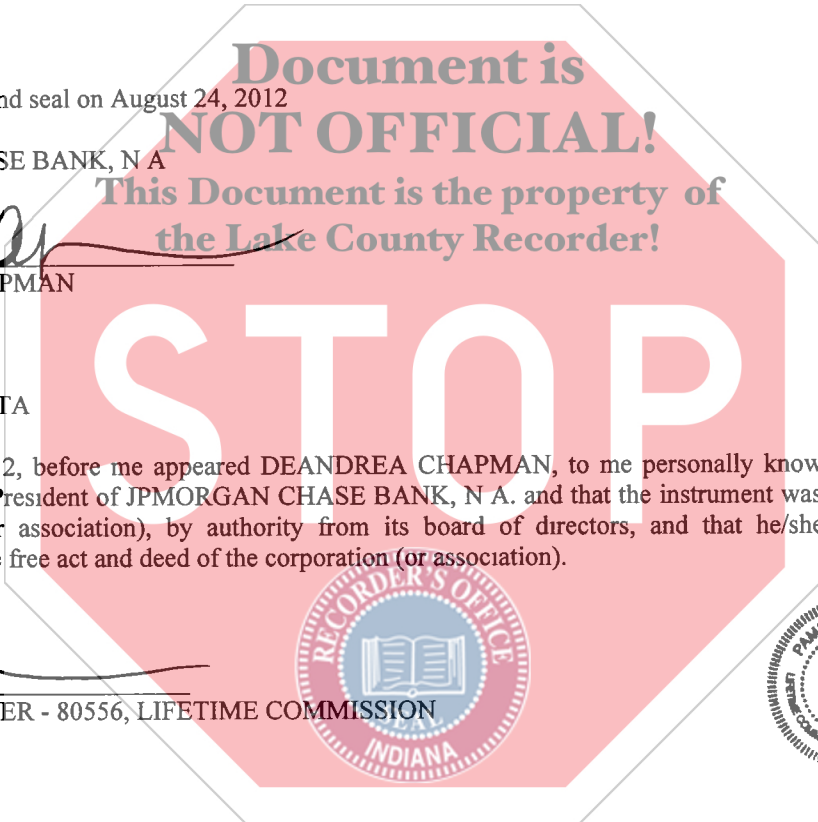 Document is
nd seal on August 24, 2012
NOT OFFICIAL!
SE BANK, N A
This Document is the property of
the Lake County Recorder!
PMAN
STOP
TA
2, before me appeared DEANDREA CHAPMAN, to me personally know
President of JPMORGAN CHASE BANK, N A. and that the instrument was
r association), by authority from its board of directors, and that he/she
e free act and deed of the corporation (or association).
RECORDER'S OFFICE
SEAL
INDIANA
ER - 80556, LIFETIME COMMISSION
PAM
LIFETIME COMM